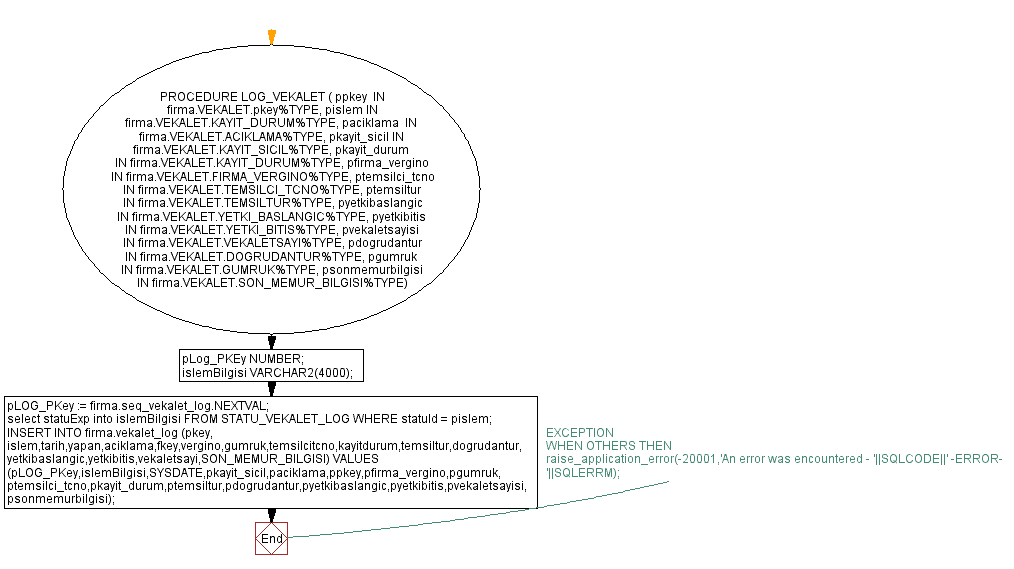 PROCEDURE LOG_VEKALET ( ppkey IN
firma.VEKALET.pkey%TYPE, pislem IN
firma.VEKALET.KAYIT_DURUM%TYPE, paciklama IN
firma.VEKALET.ACIKLAMA%TYPE, pkayit_sicil IN
firma.VEKALET.KAYIT_SICIL%TYPE, pkayit_durum
IN firma.VEKALET.KAYIT_DURUM%TYPE, pfirma_vergino
IN firma.VEKALET.FIRMA_VERGINO%TYPE, ptemsilci_tcno
IN firma.VEKALET.TEMSILCI_TCNO%TYPE, ptemsiltur
IN firma.VEKALET.TEMSILTUR%TYPE, pyetkibaslangic
IN firma.VEKALET.YETKI_BASLANGIC%TYPE, pyetkibitis
IN firma.VEKALET.YETKI_BITIS%TYPE, pvekaletsayisi
IN firma.VEKALET.VEKALETSAYI%TYPE, pdogrudantur
IN firma.VEKALET.DOGRUDANTUR%TYPE, pgumruk
IN firma.VEKALET.GUMRUK%TYPE, psonmemurbilgisi
IN firma.VEKALET.SON_MEMUR_BILGISI%TYPE)
pLog_PKEy NUMBER;
islemBilgisi VARCHAR2(4000);
pLOG_PKey := firma.seq_vekalet_log.NEXTVAL;
select statuExp into islemBilgisi FROM STATU_VEKALET_LOG WHERE statuId = pislem;
INSERT INTO firma.vekalet_log (pkey,
islem,tarih,yapan,aciklama,fkey,vergino,gumruk,temsilcitcno,kayitdurum,temsiltur,dogrudantur,
yetkibaslangic,yetkibitis,vekaletsayi,SON_MEMUR_BILGISI) VALUES
(pLOG_PKey,islemBilgisi,SYSDATE,pkayit_sicil,paciklama,ppkey,pfirma_vergino,pgumruk,
ptemsilci_tcno,pkayit_durum,ptemsiltur,pdogrudantur,pyetkibaslangic,pyetkibitis,pvekaletsayisi,
psonmemurbilgisi);
EXCEPTION
WHEN OTHERS THEN
raise_application_error(-20001,'An error was encountered - '||SQLCODE||' -ERROR-
'||SQLERRM);
End